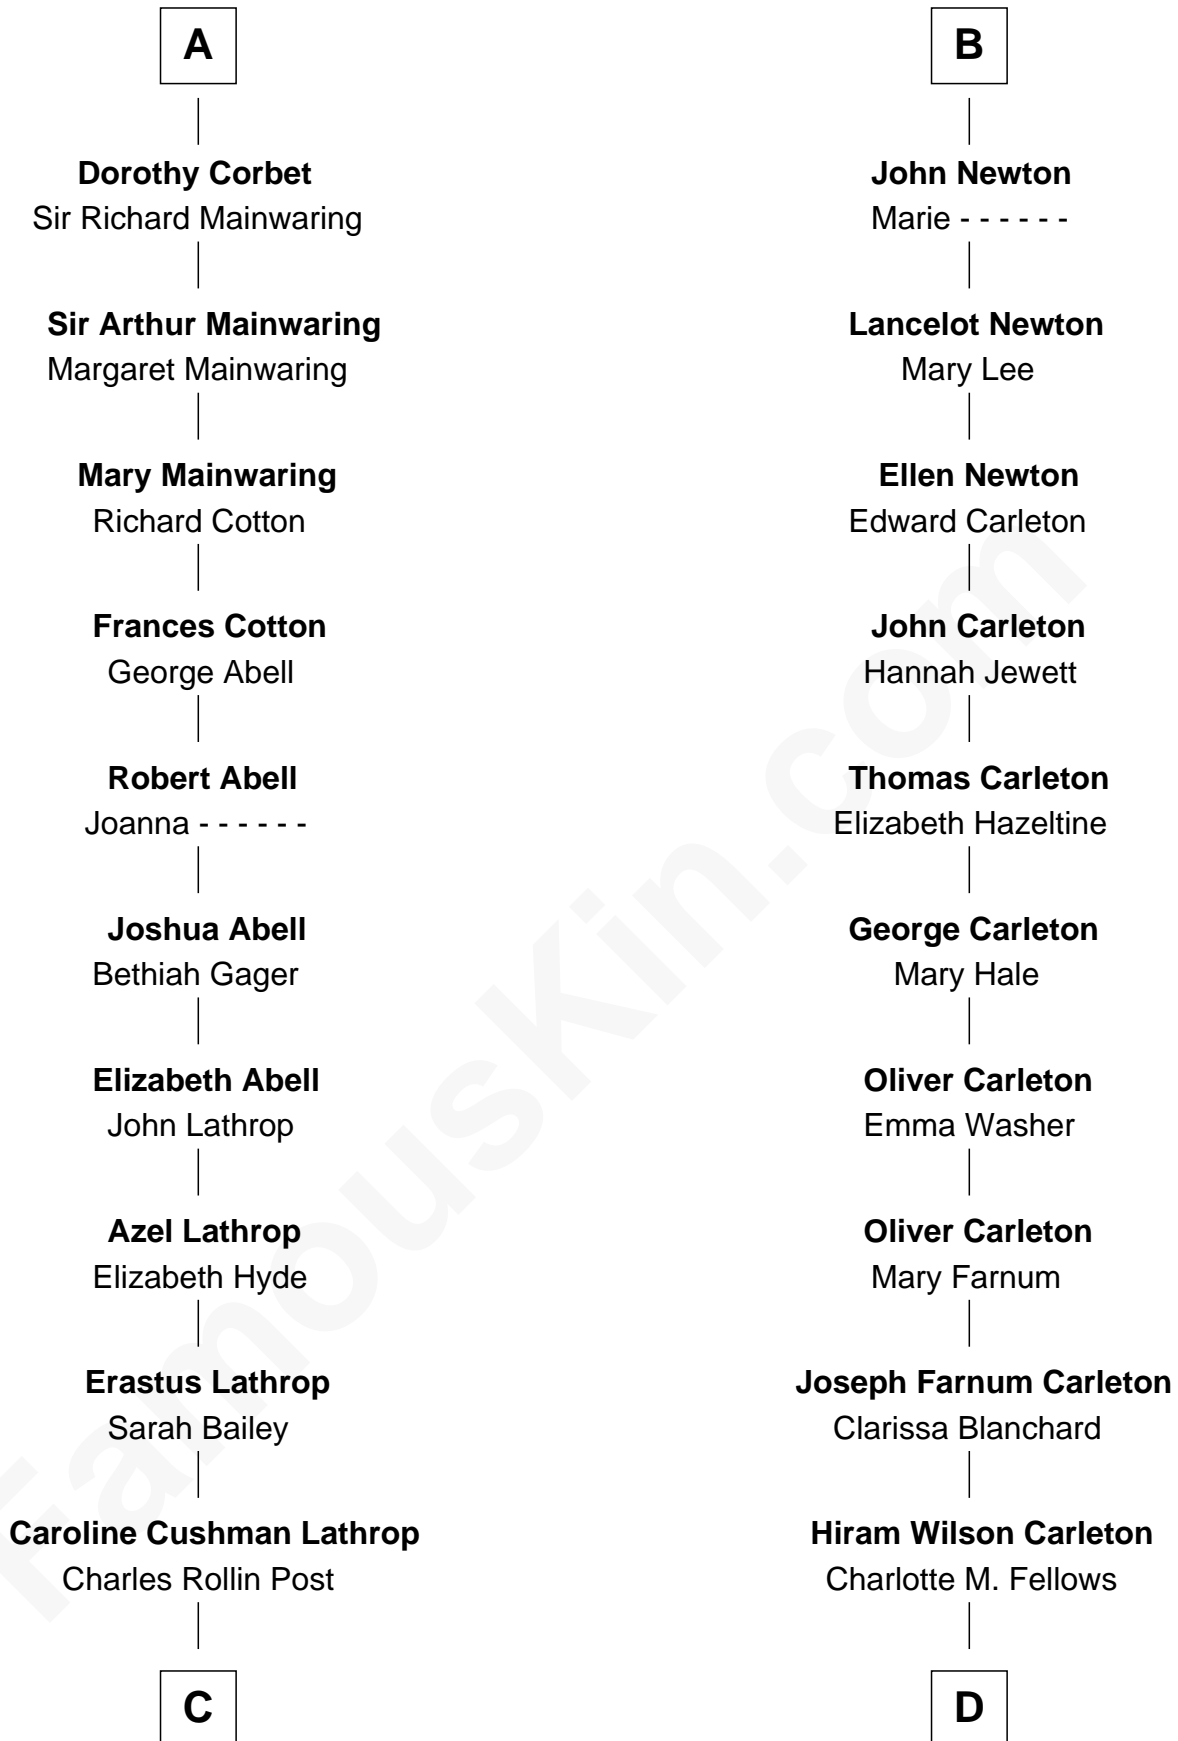 A
Dorothy Corbet
Sir Richard Mainwaring
Sir Arthur Mainwaring
Margaret Mainwaring
Mary Mainwaring
Richard Cotton
Frances Cotton
George Abell
Robert Abell
Joanna - - - - - -
Joshua Abell
Bethiah Gager
Elizabeth Abell
John Lathrop
Azel Lathrop
Elizabeth Hyde
Erastus Lathrop
Sarah Bailey
Caroline Cushman Lathrop
Charles Rollin Post
C
B
John Newton
Marie - - - - - -
Lancelot Newton
Mary Lee
Ellen Newton
Edward Carleton
John Carleton
Hannah Jewett
Thomas Carleton
Elizabeth Hazeltine
George Carleton
Mary Hale
Oliver Carleton
Emma Washer
Oliver Carleton
Mary Farnum
Joseph Farnum Carleton
Clarissa Blanchard
Hiram Wilson Carleton
Charlotte M. Fellows
D
FamousKin.com